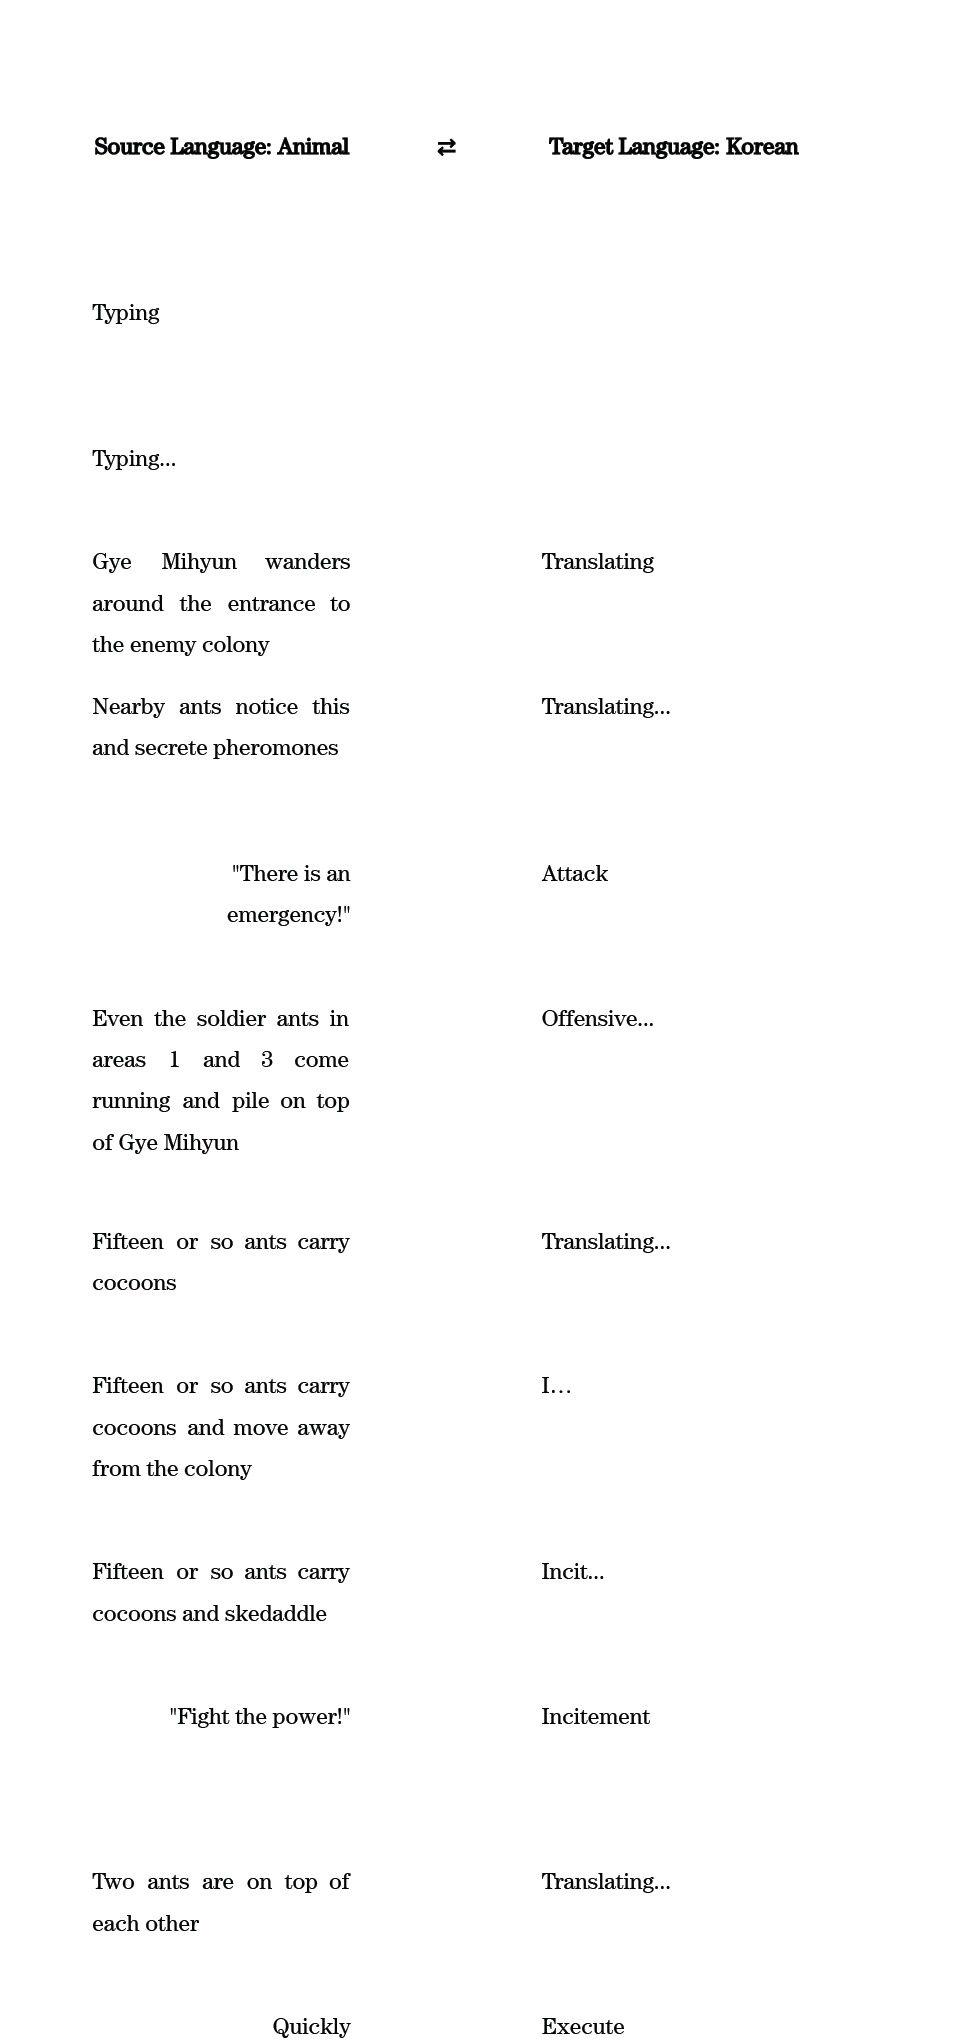 Source Language: Animal ⇄ Target Language: Korean
Typing
Typing...
Gye Mihyun wanders Translating
around the entrance to
the enemy colony
Nearby ants notice this Translating...
and secrete pheromones
"There is an Attack
emergency!"
Even the soldier ants in Offensive...
areas 1 and 3 come
running and pile on top
of Gye Mihyun
Fifteen or so ants carry Translating...
cocoons
Fifteen or so ants carry I...
cocoons and move away
from the colony
Fifteen or so ants carry Incit...
cocoons and skedaddle
"Fight the power!" Incitement
Two ants are on top of Translating...
each other
Quickly Execute